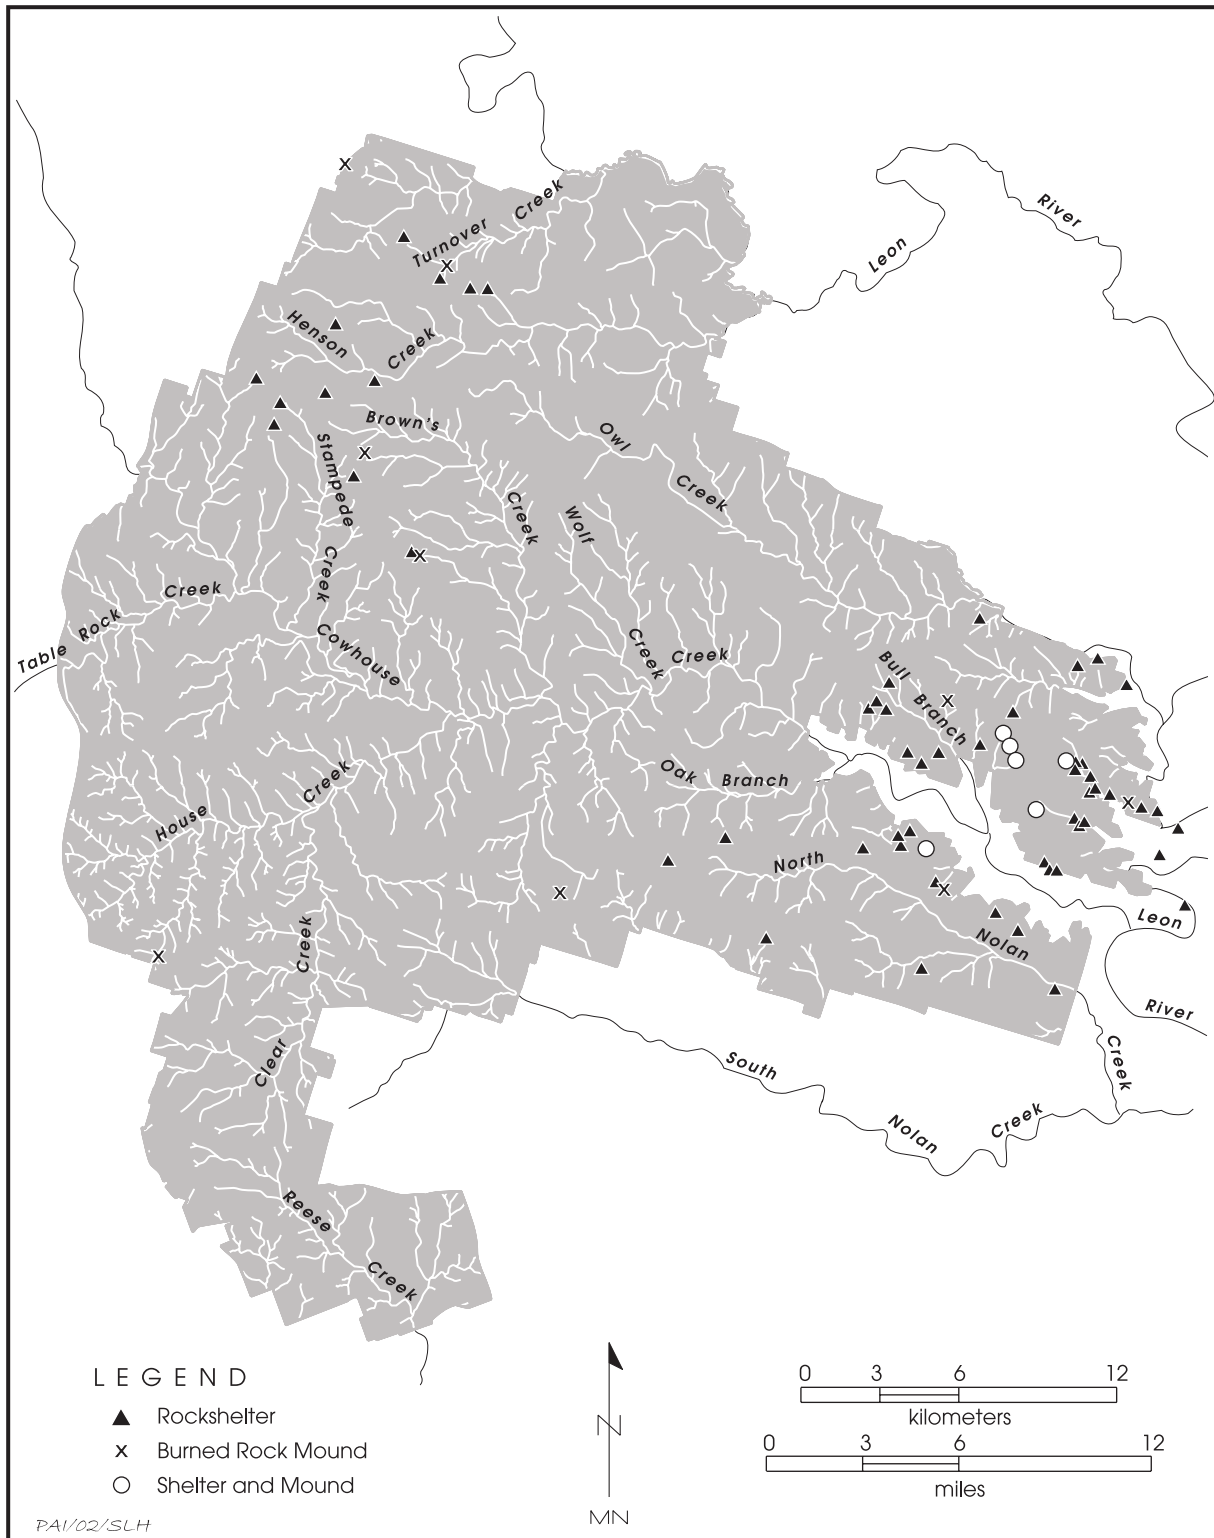 River
Leon
Turnover Creek
Henson Creek
Brown's Creek
Stampede Creek
Owl Creek
Wolf Creek
Table Rock Creek
Cowhouse Creek
Bull Branch
Oak Branch
House Creek
North Nolan Creek
Leon River
Clear Creek
South Nolan Creek
Reese Creek
LEGEND
Rockshelter
x Burned Rock Mound
Shelter and Mound
N
MN
0 3 6 12
kilometers
0 3 6 12
miles
PAI/02/SLH